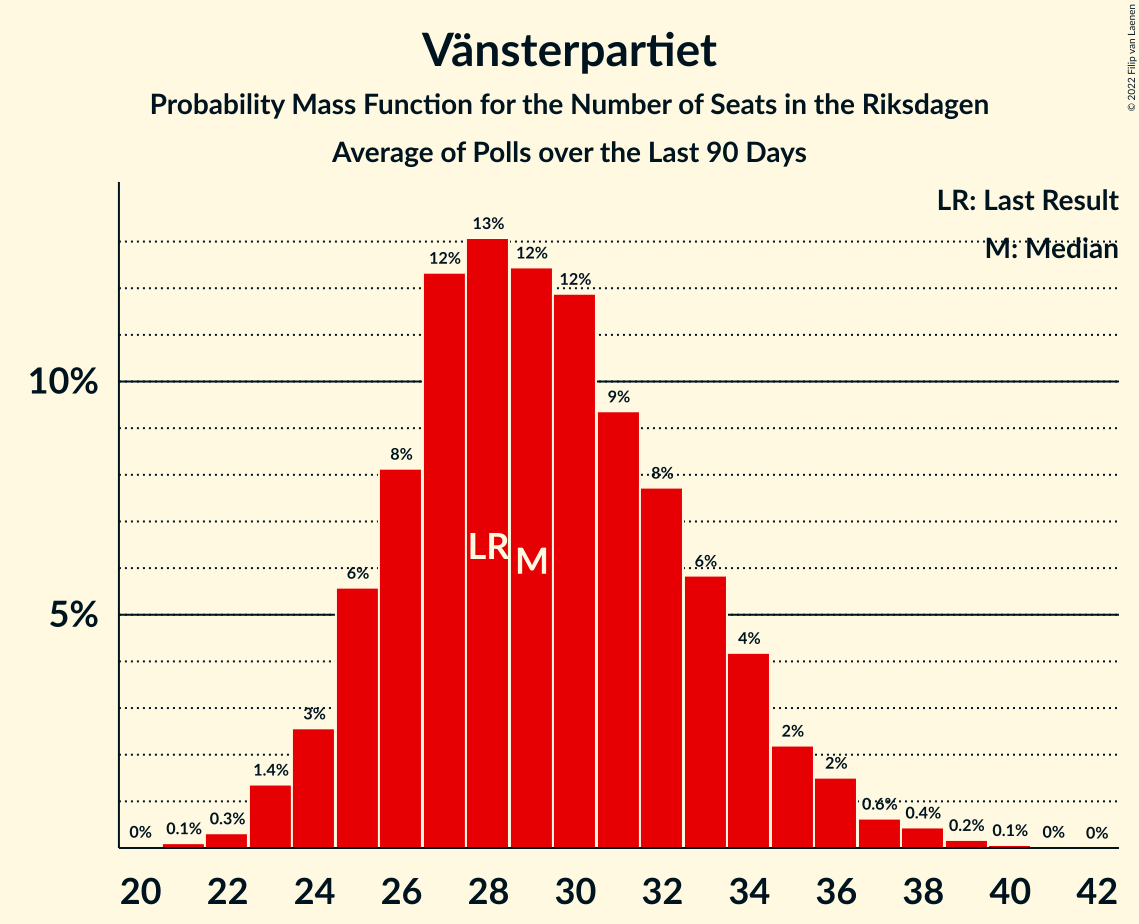 Vänsterpartiet
Probability Mass Function for the Number of Seats in the Riksdagen
Average of Polls over the Last 90 Days
© 2022 Filip van Laenen
LR: Last Result
M: Median
10%
5%
0%
0.1%
0.3%
1.4%
3%
6%
8%
12%
13%
12%
12%
9%
8%
6%
4%
2%
2%
0.6%
0.4%
0.2%
0.1%
0%
0%
LR
M
20 22 24 26 28 30 32 34 36 38 40 42